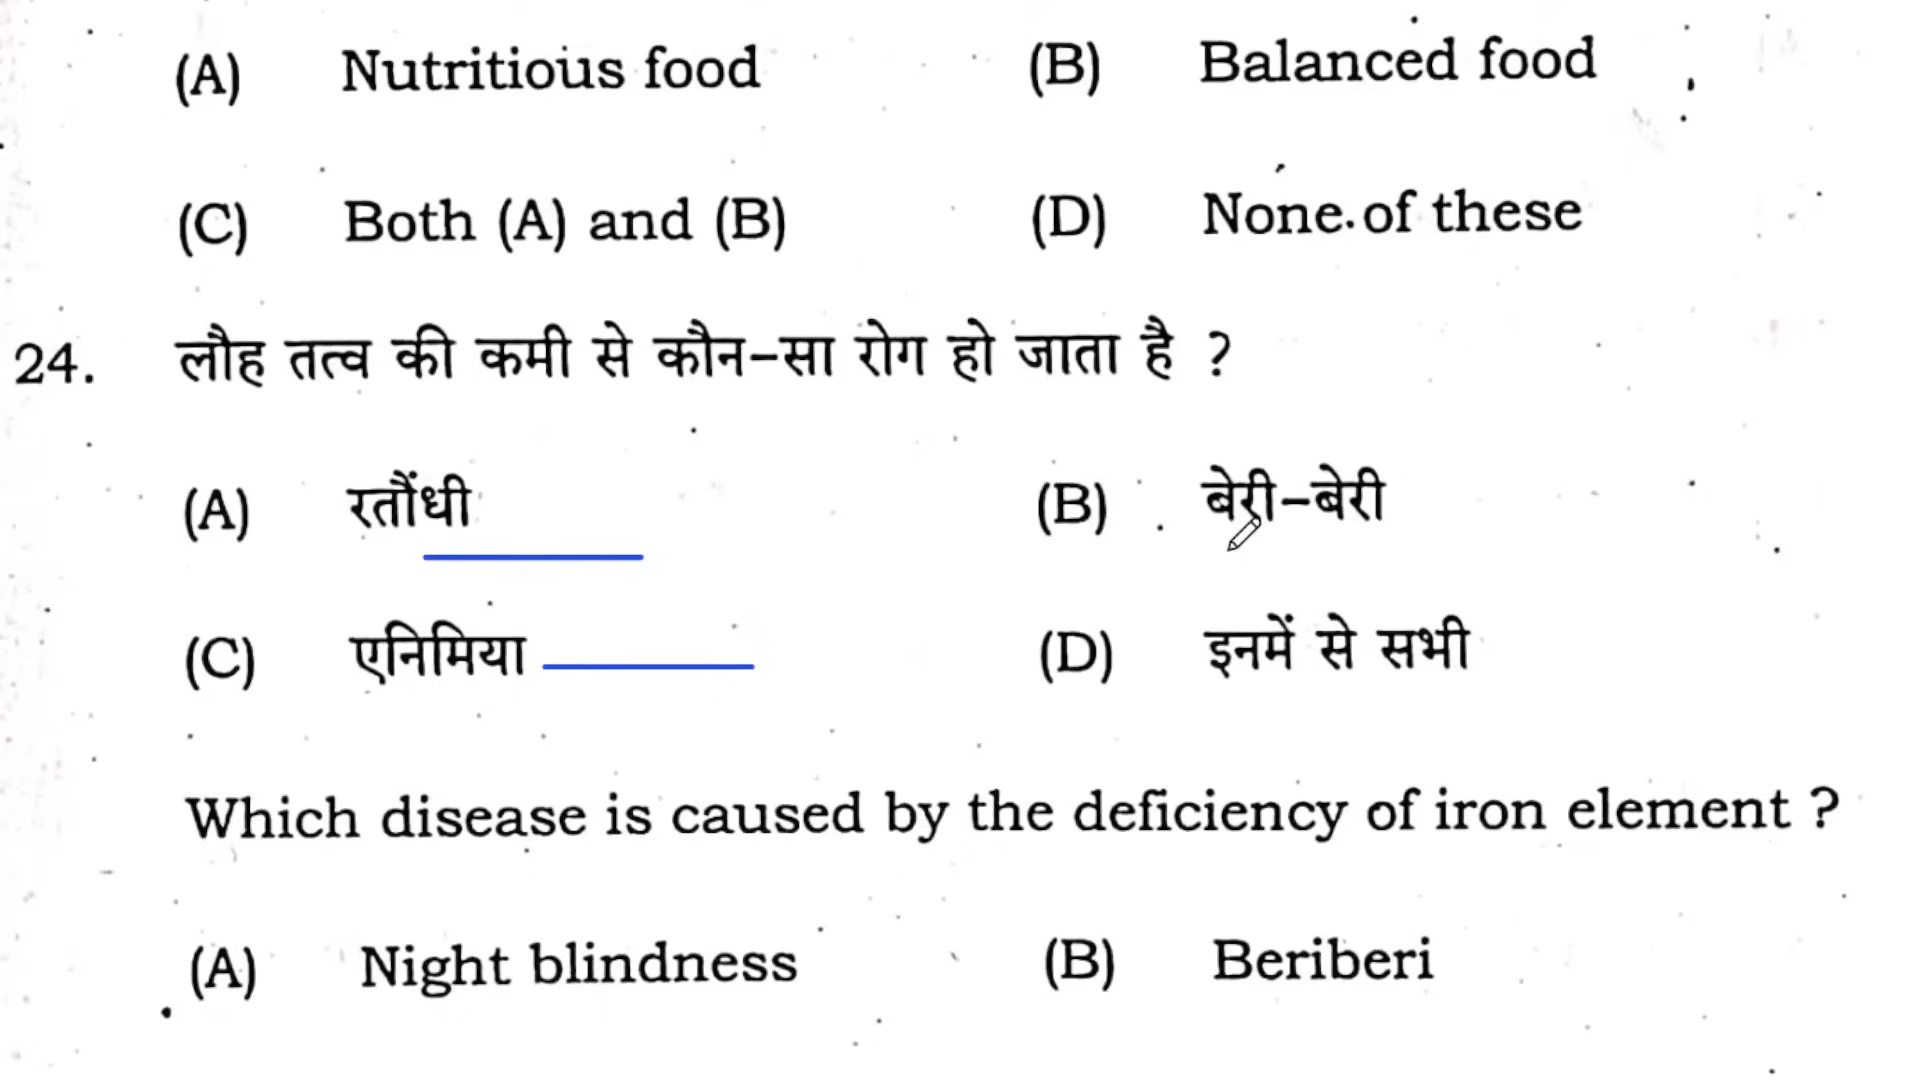 (A) Nutritious food (B) Balanced food
(C) Both (A) and (B) (D) None of these
24. लौह तत्व की कमी से कौन-सा रोग हो जाता है ?
(A) रतौंधी (B) बेरी-बेरी
(C) एनिमिया (D) इनमें से सभी
Which disease is caused by the deficiency of iron element ?
(A) Night blindness (B) Beriberi